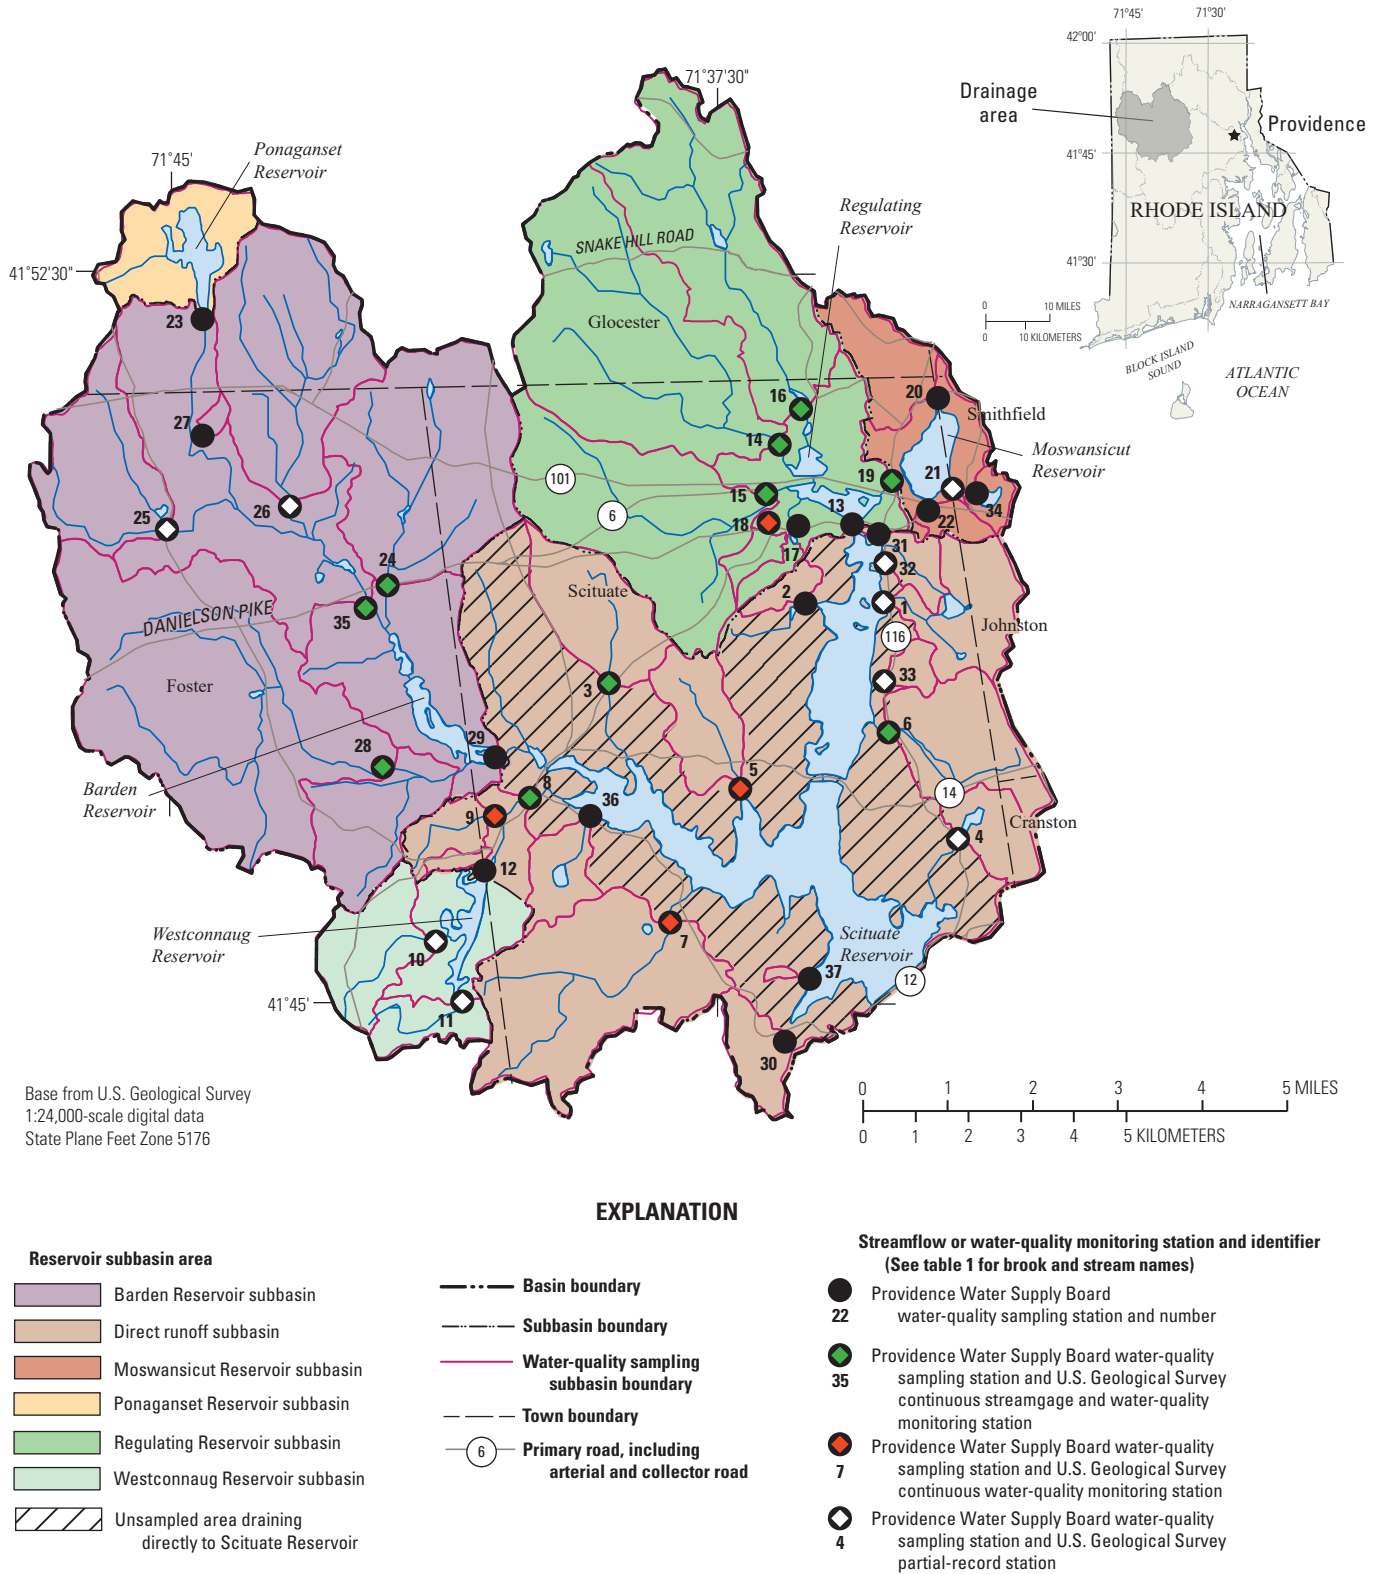 71°45'
71°30'
42°00'
41°45'
41°30'
Drainage
area
Providence
RHODE ISLAND
NARRAGANSETT BAY
0
10 MILES
0
10 KILOMETERS
BLOCK ISLAND
SOUND
ATLANTIC
OCEAN
71°37'30"
71°45'
Ponaganset
Reservoir
41°52'30"
SNAKE HILL ROAD
Regulating
Reservoir
Glocester
23
27
16
14
20
Smithfield
Moswansicut
Reservoir
101
6
15
19
21
34
13
22
18
17
31
32
25
26
24
35
DANIELSON PIKE
Scituate
2
1
116
Johnston
33
Foster
3
6
28
29
5
14
Barden
Reservoir
8
36
9
Cranston
4
12
7
Westconnaug
Reservoir
10
Scituate
Reservoir
37
12
41°45'
11
30
Base from U.S. Geological Survey
1:24,000-scale digital data
State Plane Feet Zone 5176
0
1
2
3
4
5 MILES
0
1
2
3
4
5 KILOMETERS
EXPLANATION
Reservoir subbasin area
Barden Reservoir subbasin
Direct runoff subbasin
Moswansicut Reservoir subbasin
Ponaganset Reservoir subbasin
Regulating Reservoir subbasin
Westconnaug Reservoir subbasin
Unsampled area draining
directly to Scituate Reservoir
Basin boundary
Subbasin boundary
Water-quality sampling
subbasin boundary
Town boundary
6
Primary road, including
arterial and collector road
Streamflow or water-quality monitoring station and identifier
(See table 1 for brook and stream names)
Providence Water Supply Board
22
water-quality sampling station and number
Providence Water Supply Board water-quality
35
sampling station and U.S. Geological Survey
continuous streamgage and water-quality
monitoring station
Providence Water Supply Board water-quality
7
sampling station and U.S. Geological Survey
continuous water-quality monitoring station
Providence Water Supply Board water-quality
4
sampling station and U.S. Geological Survey
partial-record station